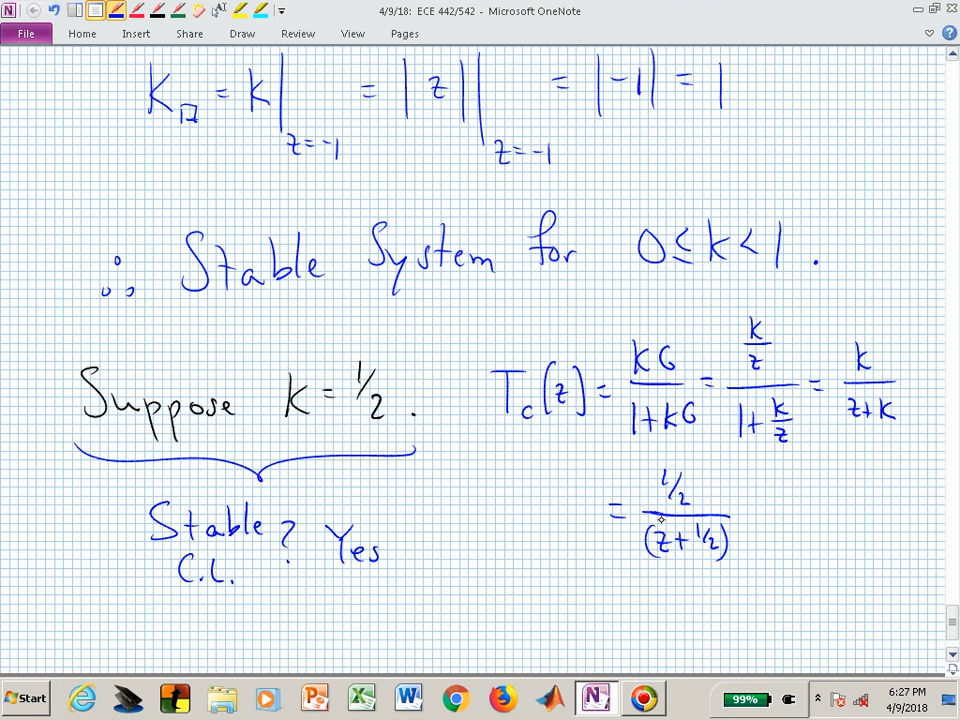 4/9/18: ECE 442/542 - Microsoft OneNote
File Home Insert Share Draw Review View Pages
K□ = K|z=-1 = |z||z=-1 = |-1| = 1
∴ Stable System for 0 ≤ K < 1.
Suppose K = 1/2. Tc(z) = KG/(1+KG) = (K/z)/(1+K/z) = K/(z+K)
= (1/2)/(z+1/2)
Stable? Yes
C.L.
Start 99% 6:27 PM
4/9/2018